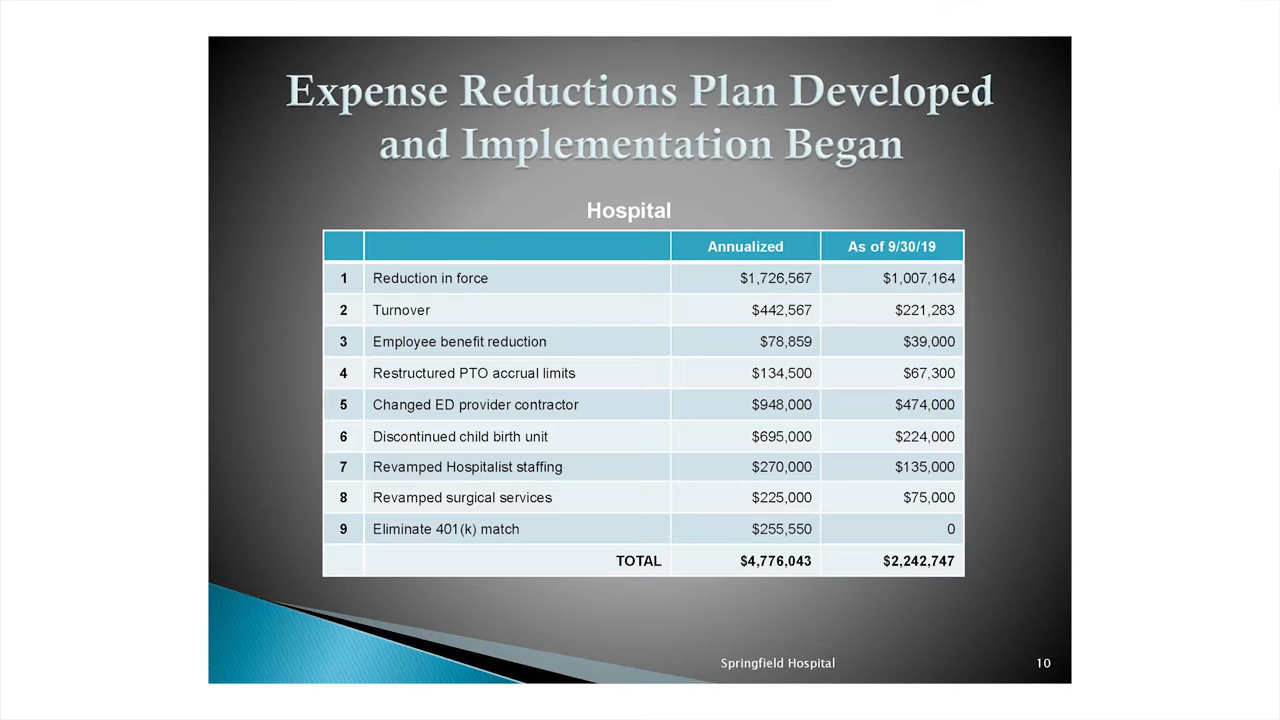 Expense Reductions Plan Developed
and Implementation Began
Hospital
Annualized As of 9/30/19
1 Reduction in force $1,726,567 $1,007,164
2 Turnover $442,567 $221,283
3 Employee benefit reduction $78,859 $39,000
4 Restructured PTO accrual limits $134,500 $67,300
5 Changed ED provider contractor $948,000 $474,000
6 Discontinued child birth unit $695,000 $224,000
7 Revamped Hospitalist staffing $270,000 $135,000
8 Revamped surgical services $225,000 $75,000
9 Eliminate 401(k) match $255,550 0
TOTAL $4,776,043 $2,242,747
Springfield Hospital 10